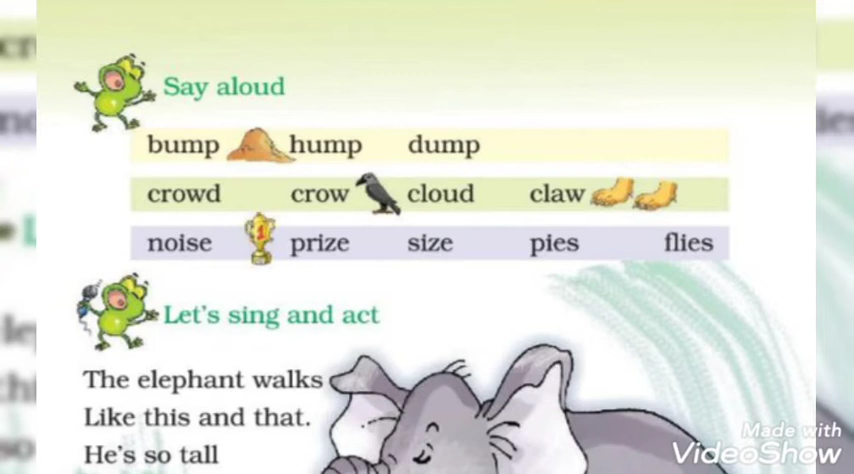 Say aloud
bump hump dump
crowd crow cloud claw
1
noise prize size pies flies
Let's sing and act
The elephant walks
Like this and that.
He's so tall
Made with
VideoShow